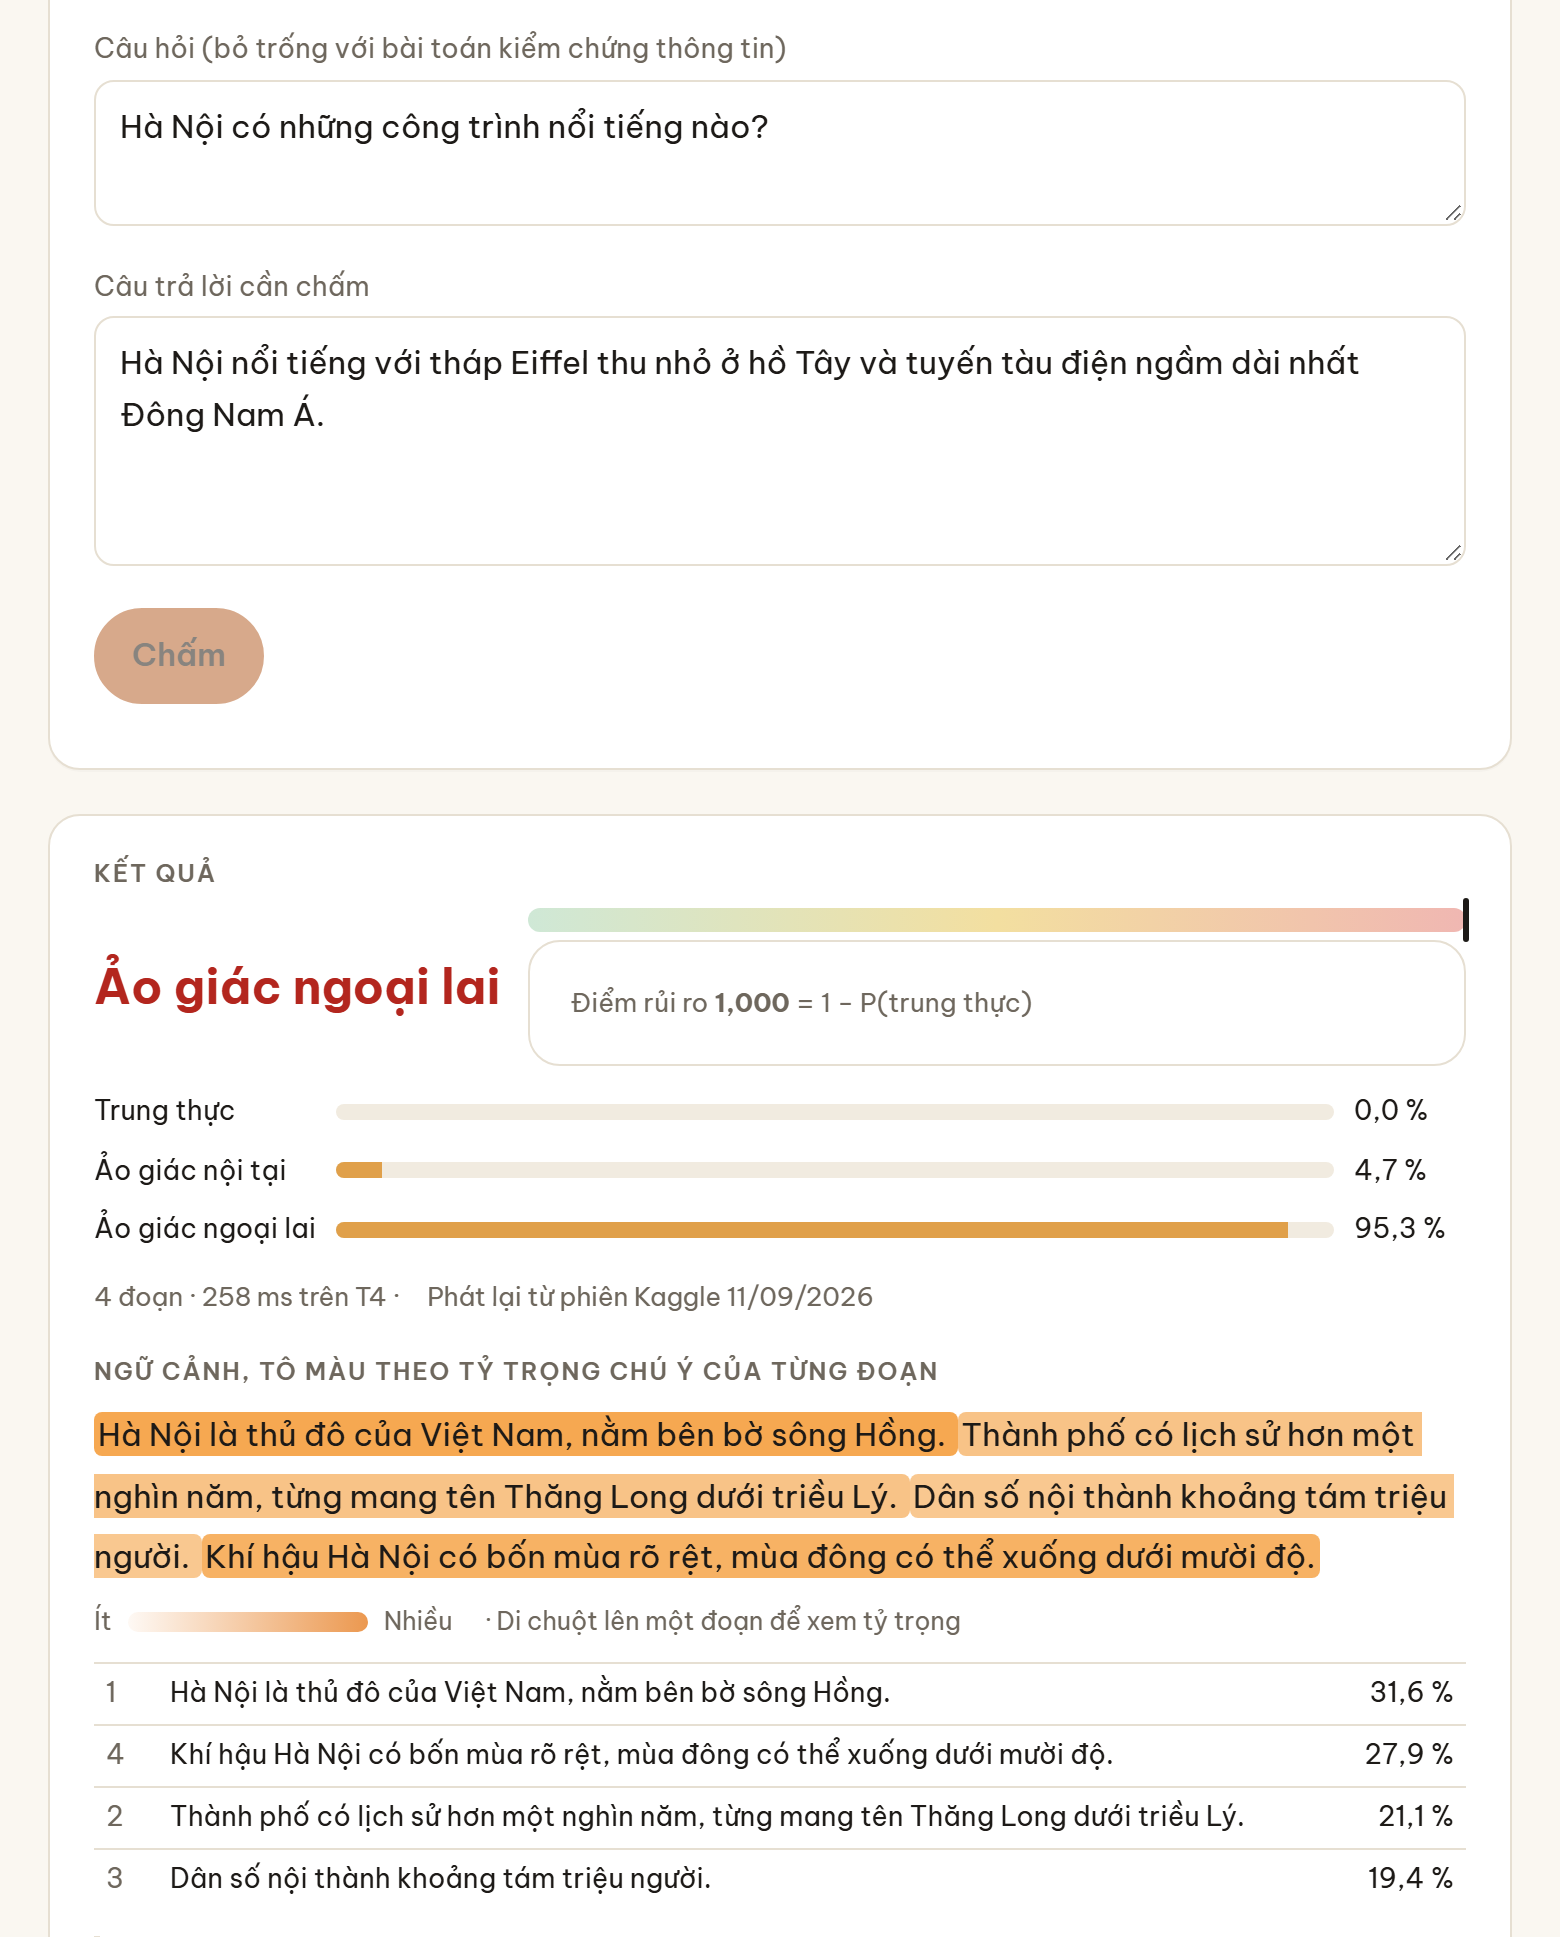 Câu hỏi (bỏ trống với bài toán kiểm chứng thông tin)
Hà Nội có những công trình nổi tiếng nào?
Câu trả lời cần chấm
Hà Nội nổi tiếng với tháp Eiffel thu nhỏ ở hồ Tây và tuyến tàu điện ngầm dài nhất
Đông Nam Á.
Chấm
KẾT QUẢ
Ảo giác ngoại lai
Điểm rủi ro 1,000 = 1 − P(trung thực)
Trung thực 0,0 %
Ảo giác nội tại 4,7 %
Ảo giác ngoại lai 95,3 %
4 đoạn · 258 ms trên T4 · Phát lại từ phiên Kaggle 11/09/2026
NGỮ CẢNH, TÔ MÀU THEO TỶ TRỌNG CHÚ Ý CỦA TỪNG ĐOẠN
Hà Nội là thủ đô của Việt Nam, nằm bên bờ sông Hồng. Thành phố có lịch sử hơn một
nghìn năm, từng mang tên Thăng Long dưới triều Lý. Dân số nội thành khoảng tám triệu
người. Khí hậu Hà Nội có bốn mùa rõ rệt, mùa đông có thể xuống dưới mười độ.
Ít Nhiều · Di chuột lên một đoạn để xem tỷ trọng
1 Hà Nội là thủ đô của Việt Nam, nằm bên bờ sông Hồng. 31,6 %
4 Khí hậu Hà Nội có bốn mùa rõ rệt, mùa đông có thể xuống dưới mười độ. 27,9 %
2 Thành phố có lịch sử hơn một nghìn năm, từng mang tên Thăng Long dưới triều Lý. 21,1 %
3 Dân số nội thành khoảng tám triệu người. 19,4 %